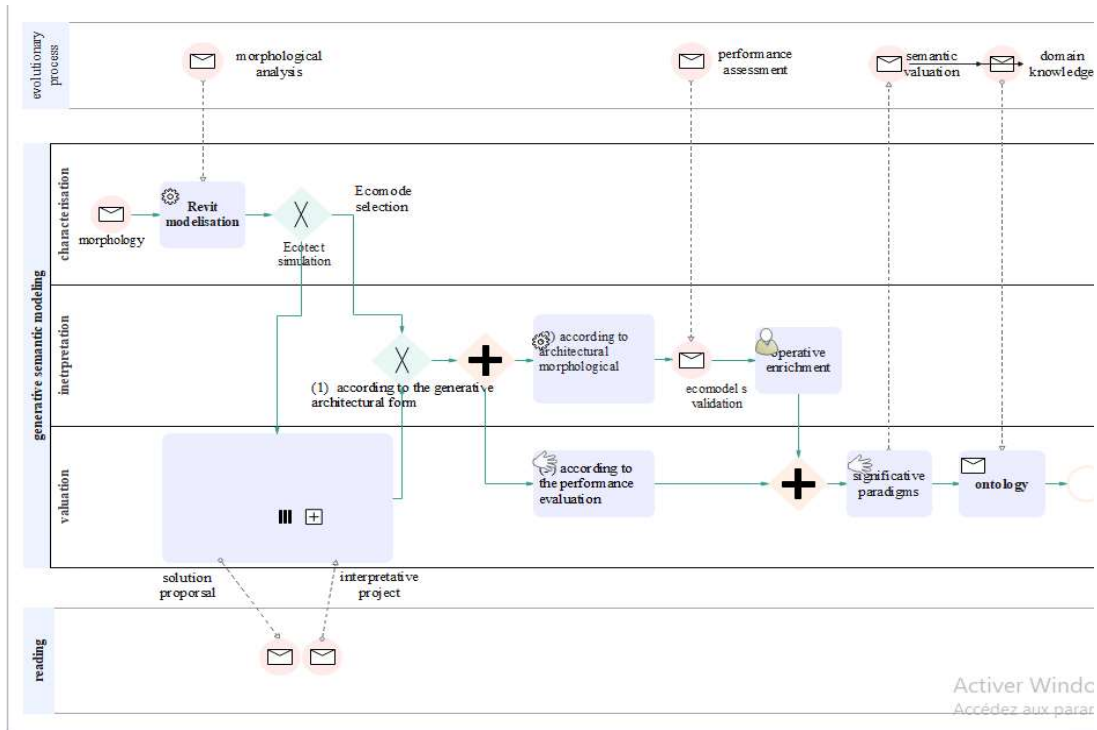 evolutionary
process
morphological
analysis
performance
assessment
semantic
valuation
domain
knowledge
generative semantic modeling
characterisation
morphology
Revit
modelisation
Ecotect
simulation
Ecomode
selection
inetrpretation
(1) according to the generative
architectural form
according to
architectural
morphological
ecomodel s
validation
operative
enrichment
valuation
according to
the performance
evaluation
significative
paradigms
ontology
solution
proporsal
interpretative
project
reading
Activer Windo
Accédez aux parar